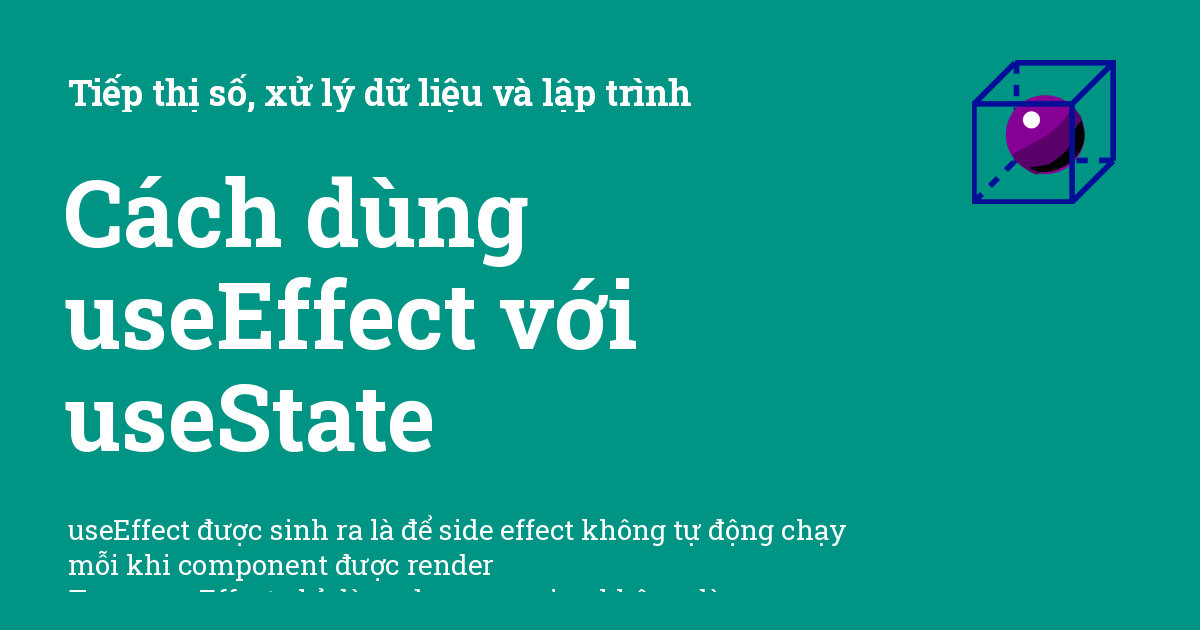 Tiếp thị số, xử lý dữ liệu và lập trình
Cách dùng
useEffect với
useState
useEffect được sinh ra là để side effect không tự động chạy
mỗi khi component được render